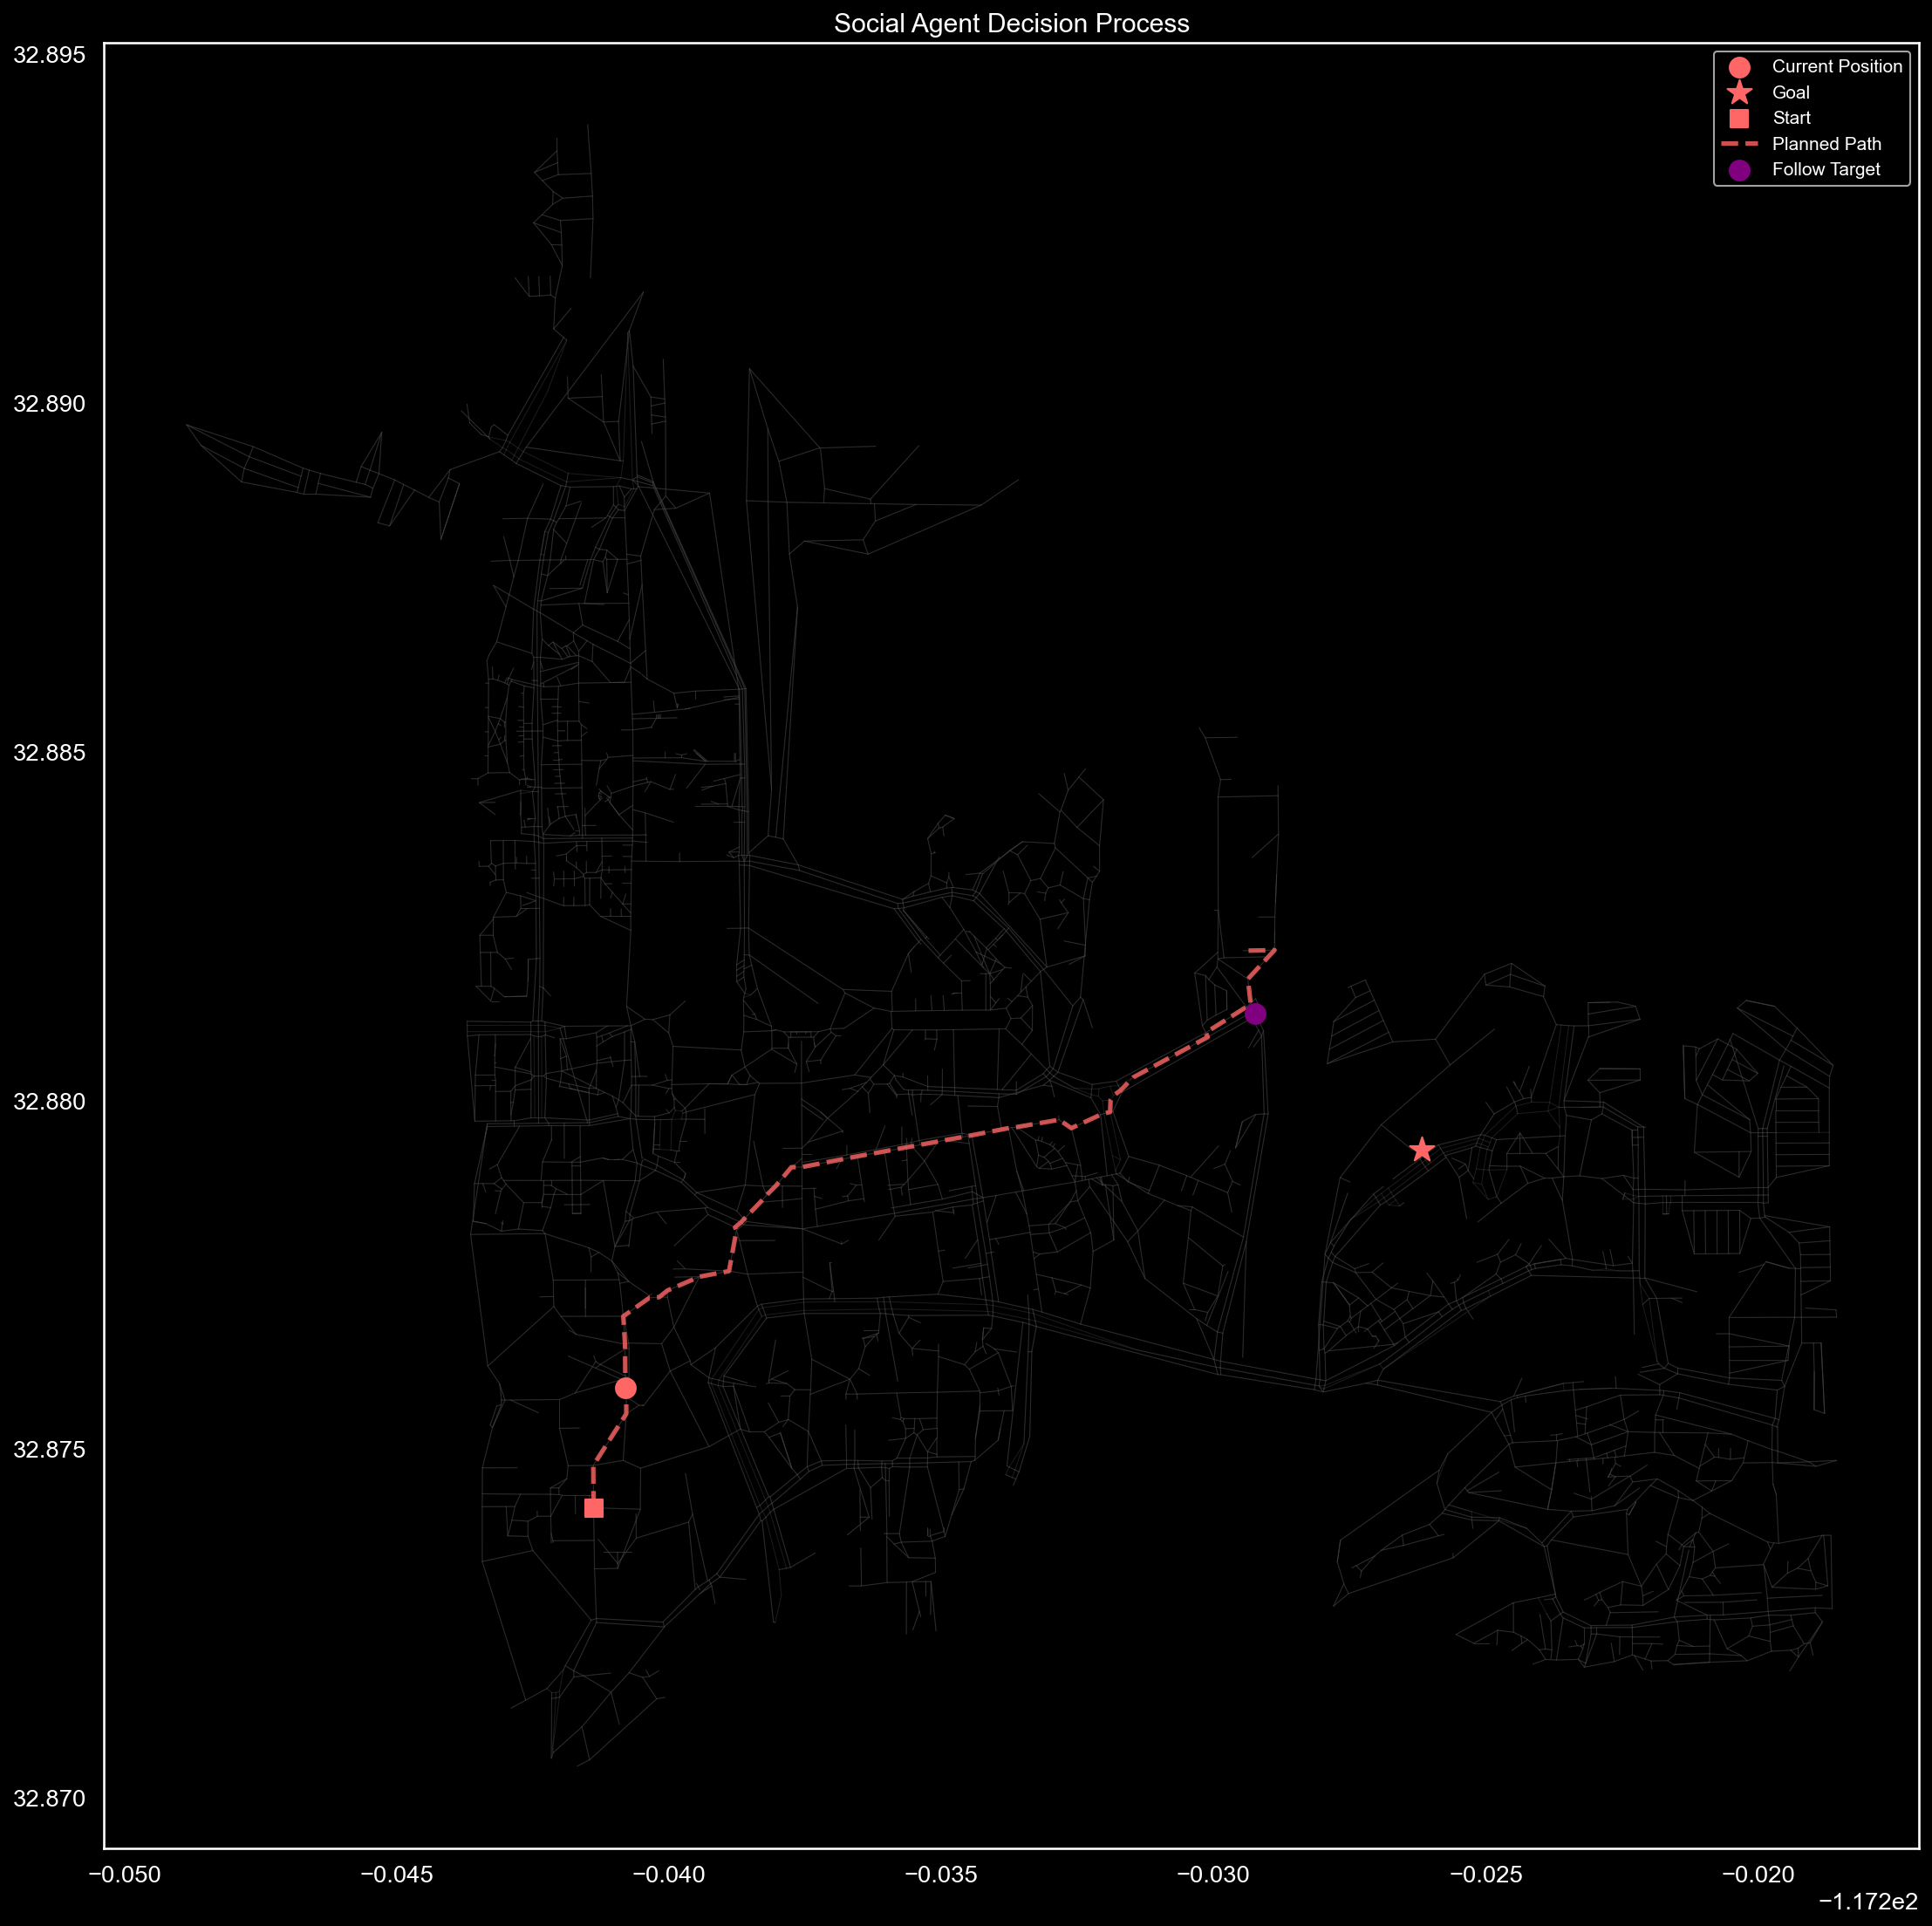 Social Agent Decision Process
Current Position
Goal
Start
Planned Path
Follow Target
32.895
32.890
32.885
32.880
32.875
32.870
−0.050 −0.045 −0.040 −0.035 −0.030 −0.025 −0.020
−1.172e2